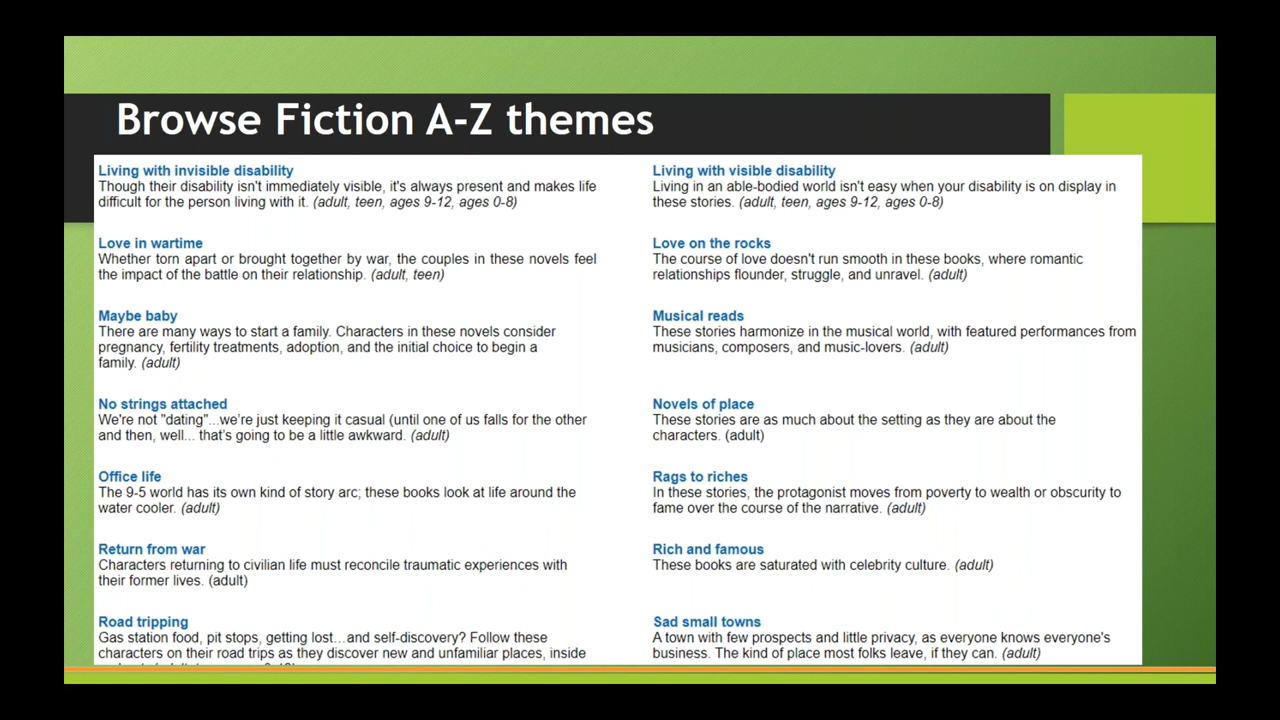 Browse Fiction A-Z themes
Living with invisible disability
Though their disability isn't immediately visible, it's always present and makes life
difficult for the person living with it. (adult, teen, ages 9-12, ages 0-8)
Love in wartime
Whether torn apart or brought together by war, the couples in these novels feel
the impact of the battle on their relationship. (adult, teen)
Maybe baby
There are many ways to start a family. Characters in these novels consider
pregnancy, fertility treatments, adoption, and the initial choice to begin a
family. (adult)
No strings attached
We're not "dating"...we're just keeping it casual (until one of us falls for the other
and then, well... that's going to be a little awkward. (adult)
Office life
The 9-5 world has its own kind of story arc; these books look at life around the
water cooler. (adult)
Return from war
Characters returning to civilian life must reconcile traumatic experiences with
their former lives. (adult)
Road tripping
Gas station food, pit stops, getting lost...and self-discovery? Follow these
characters on their road trips as they discover new and unfamiliar places, inside
Living with visible disability
Living in an able-bodied world isn't easy when your disability is on display in
these stories. (adult, teen, ages 9-12, ages 0-8)
Love on the rocks
The course of love doesn't run smooth in these books, where romantic
relationships flounder, struggle, and unravel. (adult)
Musical reads
These stories harmonize in the musical world, with featured performances from
musicians, composers, and music-lovers. (adult)
Novels of place
These stories are as much about the setting as they are about the
characters. (adult)
Rags to riches
In these stories, the protagonist moves from poverty to wealth or obscurity to
fame over the course of the narrative. (adult)
Rich and famous
These books are saturated with celebrity culture. (adult)
Sad small towns
A town with few prospects and little privacy, as everyone knows everyone's
business. The kind of place most folks leave, if they can. (adult)